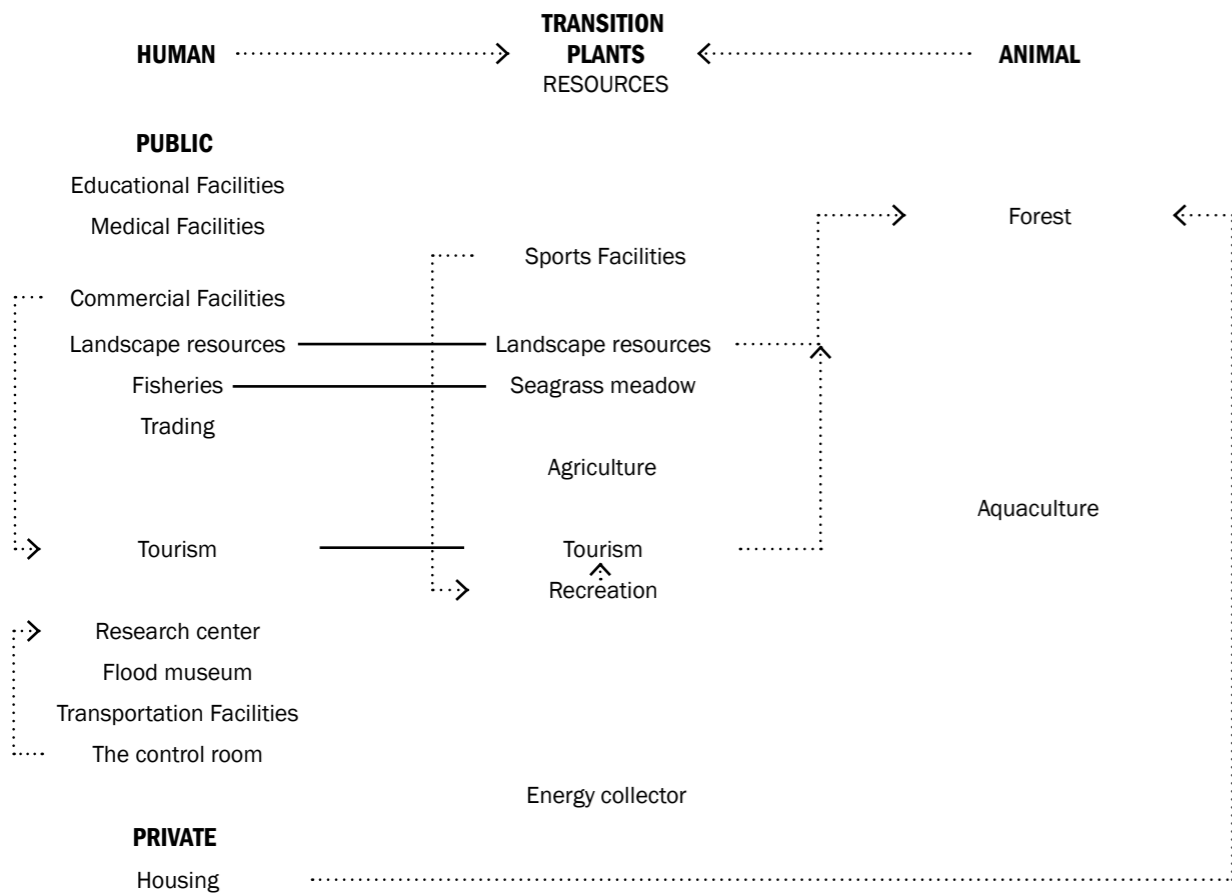 TRANSITION
HUMAN
PLANTS
ANIMAL
RESOURCES
PUBLIC
Educational Facilities
Medical Facilities
Forest
Sports Facilities
Commercial Facilities
Landscape resources
Landscape resources
Fisheries
Seagrass meadow
Trading
Agriculture
Aquaculture
Tourism
Tourism
Recreation
Research center
Flood museum
Transportation Facilities
The control room
Energy collector
PRIVATE
Housing